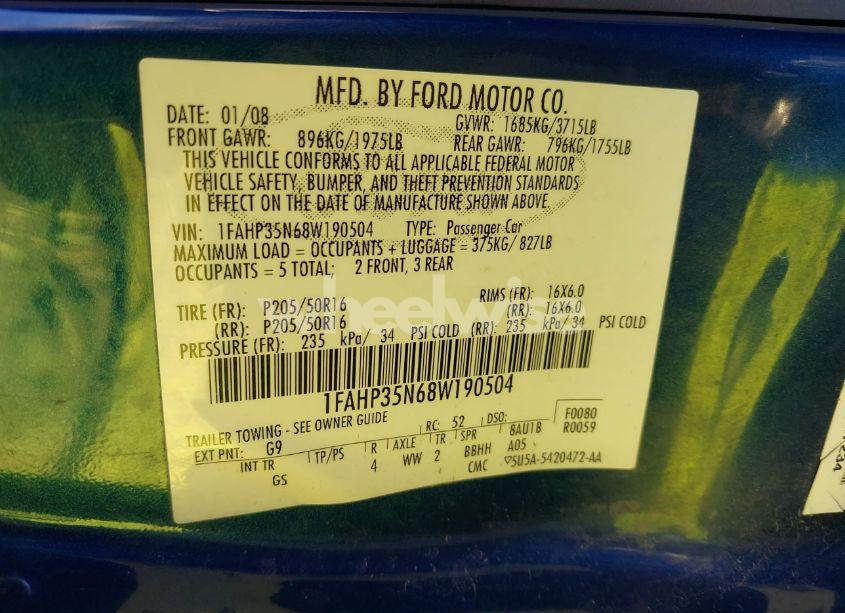 MFD. BY FORD MOTOR CO.
DATE: 01/08 GVWR: 1685KG/3715LB
FRONT GAWR: 896KG/1975LB REAR GAWR: 796KG/1755LB
THIS VEHICLE CONFORMS TO ALL APPLICABLE FEDERAL MOTOR
VEHICLE SAFETY, BUMPER, AND THEFT PREVENTION STANDARDS
IN EFFECT ON THE DATE OF MANUFACTURE SHOWN ABOVE.
VIN: 1FAHP35N68W190504 TYPE: Passenger Car
MAXIMUM LOAD = OCCUPANTS + LUGGAGE = 375KG/ 827LB
OCCUPANTS = 5 TOTAL; 2 FRONT, 3 REAR
TIRE (FR): P205/50R16 RIMS (FR): 16X6.0
(RR): P205/50R16 (RR): 16X6.0
PRESSURE (FR): 235 kPa/ 34 PSI COLD (RR): 235 kPa/ 34 PSI COLD
wheelwise
1FAHP35N68W190504
TRAILER TOWING - SEE OWNER GUIDE
RC: 52 DSO: F0080
EXT PNT: G9 R0059
INT TR TP/PS R AXLE TR SPR 8AU1B
GS 4 WW 2 BBHH A05
CMC 5U5A-5420472-AA
234